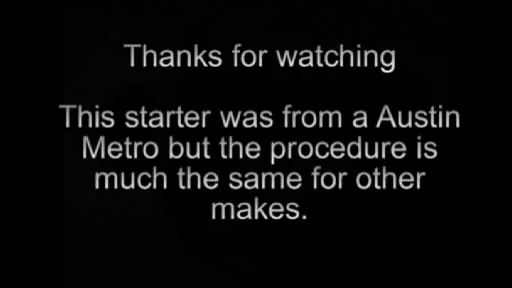 Thanks for watching
This starter was from a Austin
Metro but the procedure is
much the same for other
makes.